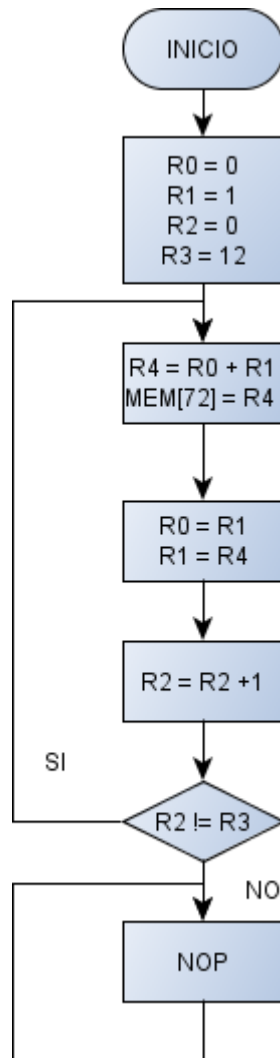 INICIO
R0 = 0
R1 = 1
R2 = 0
R3 = 12
R4 = R0 + R1
MEM[72] = R4
R0 = R1
R1 = R4
R2 = R2 +1
SI
R2 != R3
NO
NOP